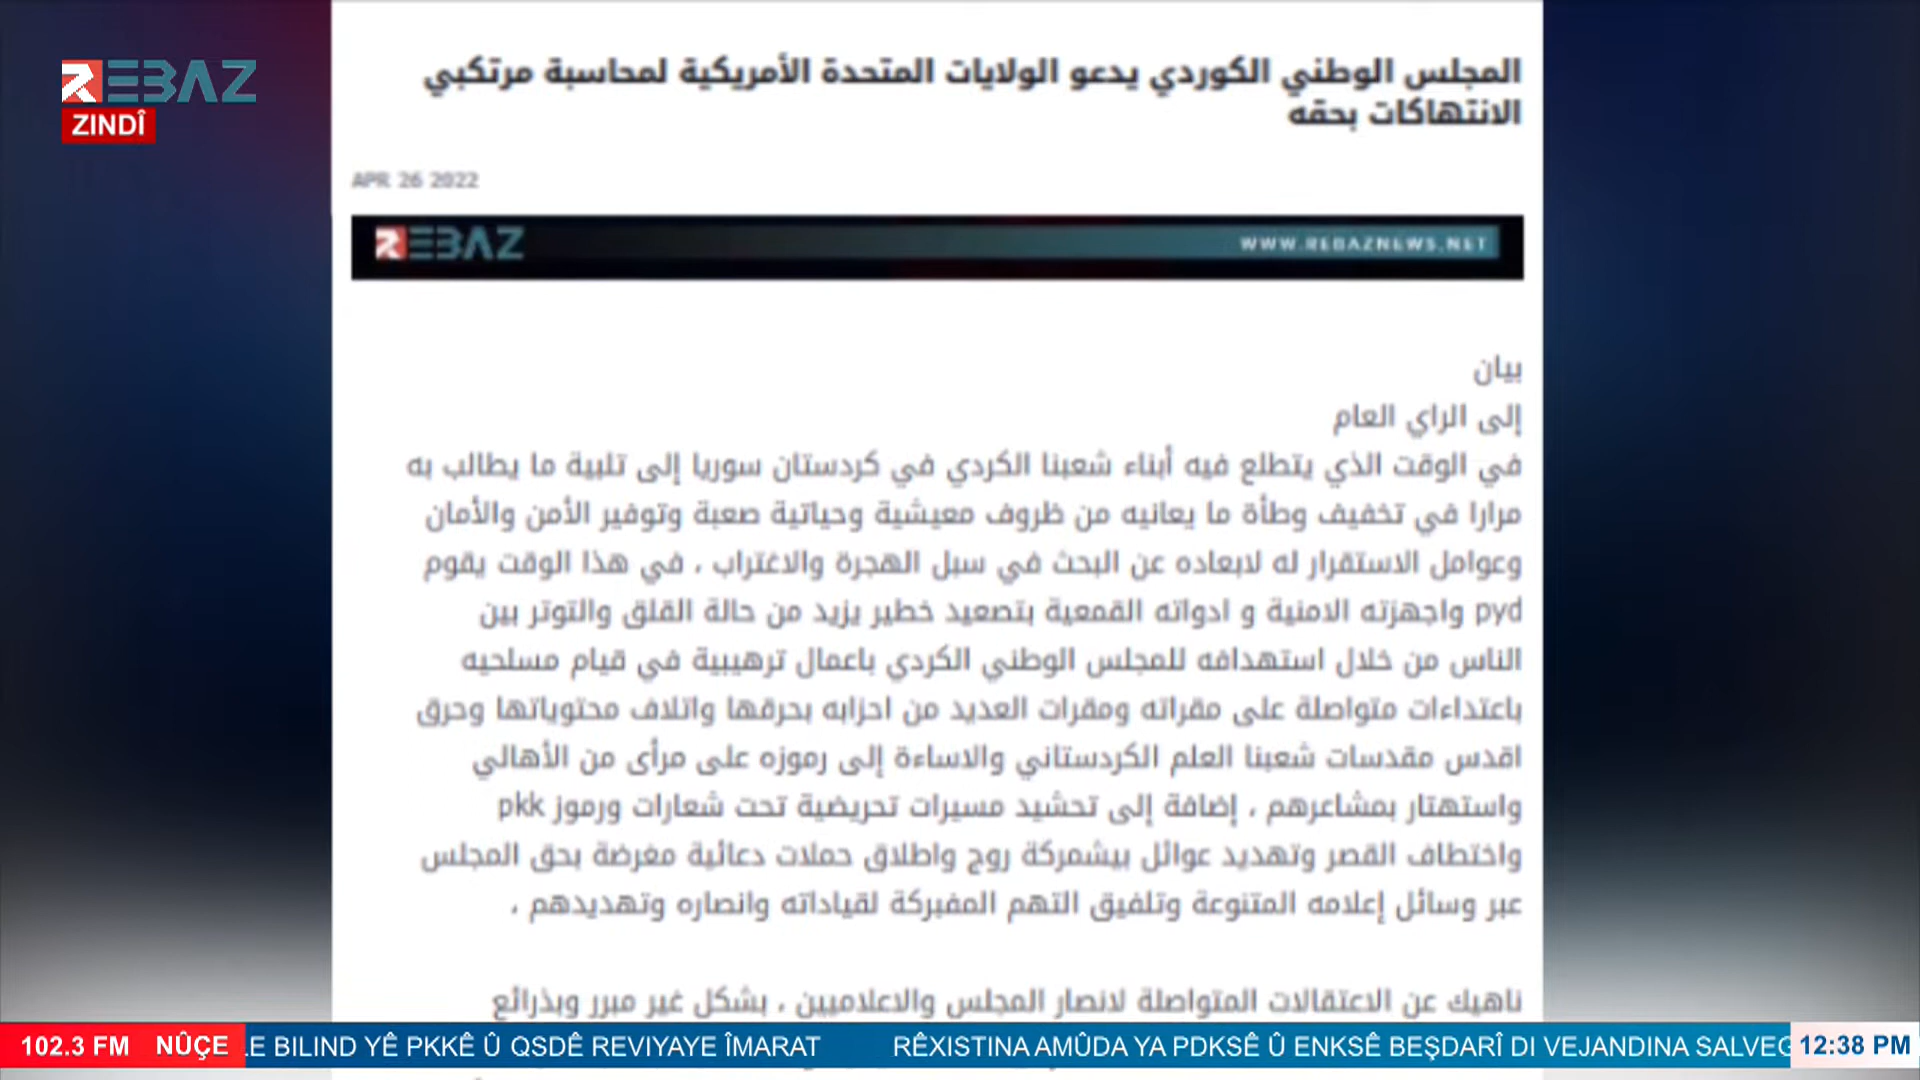 REBAZ
ZINDÎ
المجلس الوطني الكوردي يدعو الولايات المتحدة الأمريكية لمحاسبة مرتكبي
الانتهاكات بحقه
APR 26 2022
REBAZ
WWW.REBAZNEWS.NET
بيان
إلى الراي العام
في الوقت الذي يتطلع فيه أبناء شعبنا الكردي في كردستان سوريا إلى تلبية ما يطالب به
مرارا في تخفيف وطأة ما يعانيه من ظروف معيشية وحياتية صعبة وتوفير الأمن والأمان
وعوامل الاستقرار له لابعاده عن البحث في سبل الهجرة والاغتراب ، في هذا الوقت يقوم
pyd واجهزته الامنية و ادواته القمعية بتصعيد خطير يزيد من حالة القلق والتوتر بين
الناس من خلال استهدافه للمجلس الوطني الكردي باعمال ترهيبية في قيام مسلحيه
باعتداءات متواصلة على مقراته ومقرات العديد من احزابه بحرقها واتلاف محتوياتها وحرق
اقدس مقدسات شعبنا العلم الكردستاني والاساءة إلى رموزه على مرأى من الأهالي
واستهتار بمشاعرهم ، إضافة إلى تحشيد مسيرات تحريضية تحت شعارات ورموز pkk
واختطاف القصر وتهديد عوائل بيشمركة روج واطلاق حملات دعائية مغرضة بحق المجلس
عبر وسائل إعلامه المتنوعة وتلفيق التهم المفبركة لقياداته وانصاره وتهديدهم ،
ناهيك عن الاعتقالات المتواصلة لانصار المجلس والاعلاميين ، بشكل غير مبرر وبذرائع
102.3 FM NÛÇE LE BILIND YÊ PKKÊ Û QSDÊ REVIYAYE ÎMARAT RÊXISTINA AMÛDA YA PDKSÊ Û ENKSÊ BEŞDARÎ DI VEJANDINA SALVEG 12:38 PM